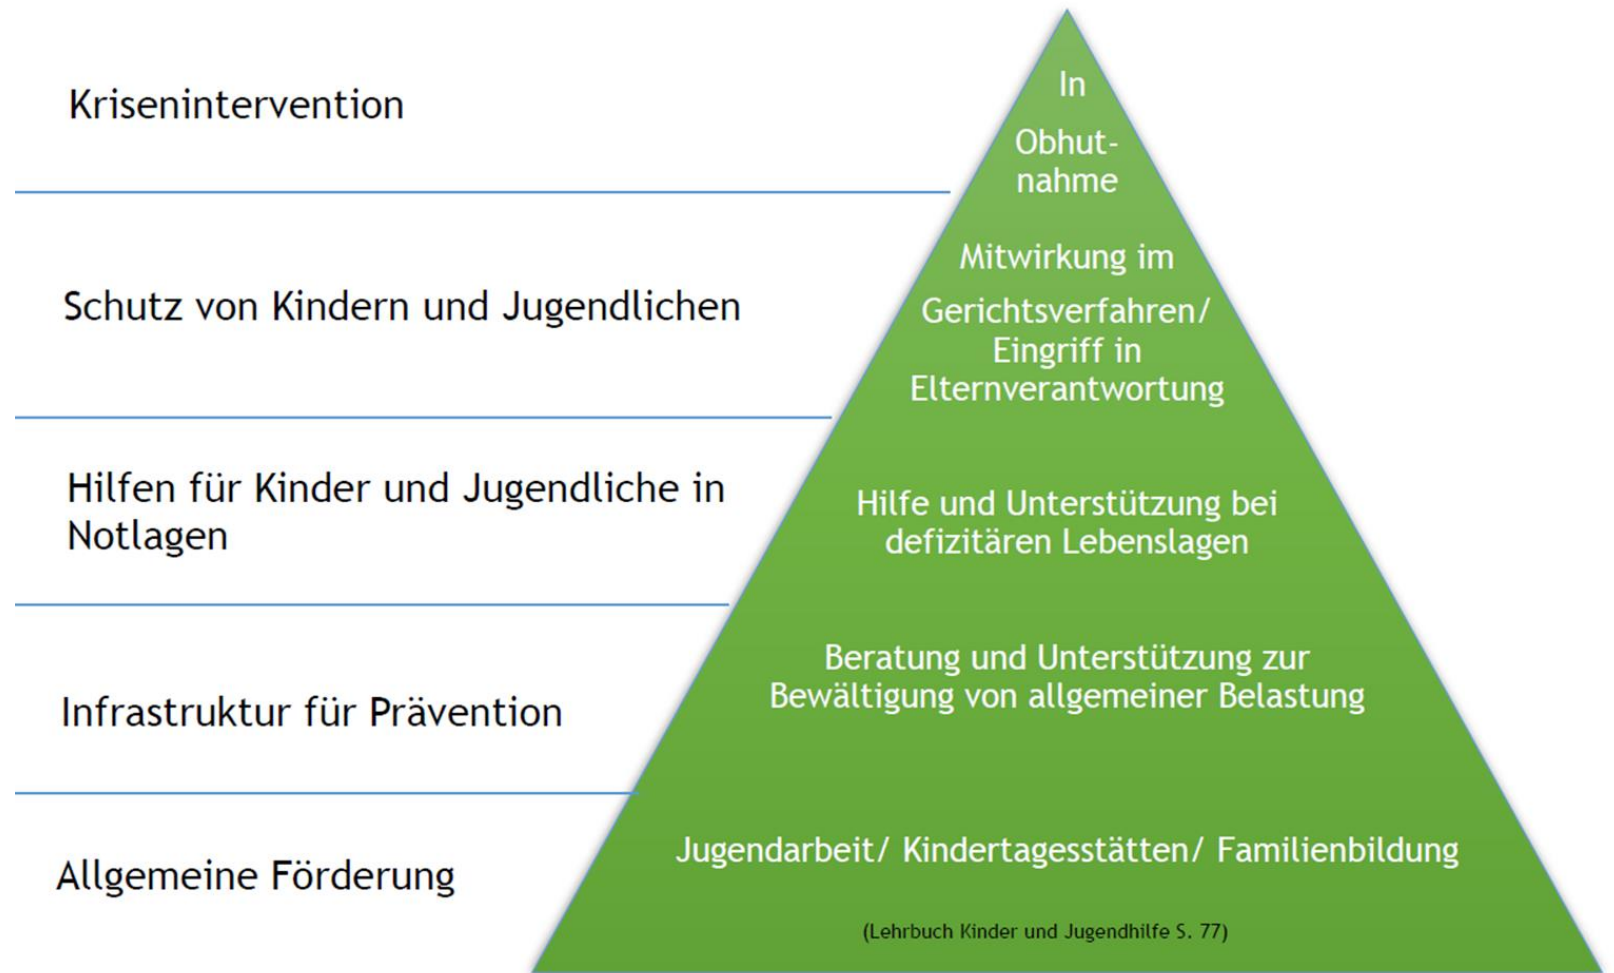 Krisenintervention
In
Obhut-
nahme
Schutz von Kindern und Jugendlichen
Mitwirkung im
Gerichtsverfahren/
Eingriff in
Elternverantwortung
Hilfen für Kinder und Jugendliche in
Notlagen
Hilfe und Unterstützung bei
defizitären Lebenslagen
Infrastruktur für Prävention
Beratung und Unterstützung zur
Bewältigung von allgemeiner Belastung
Allgemeine Förderung
Jugendarbeit/ Kindertagesstätten/ Familienbildung
(Lehrbuch Kinder und Jugendhilfe S. 77)